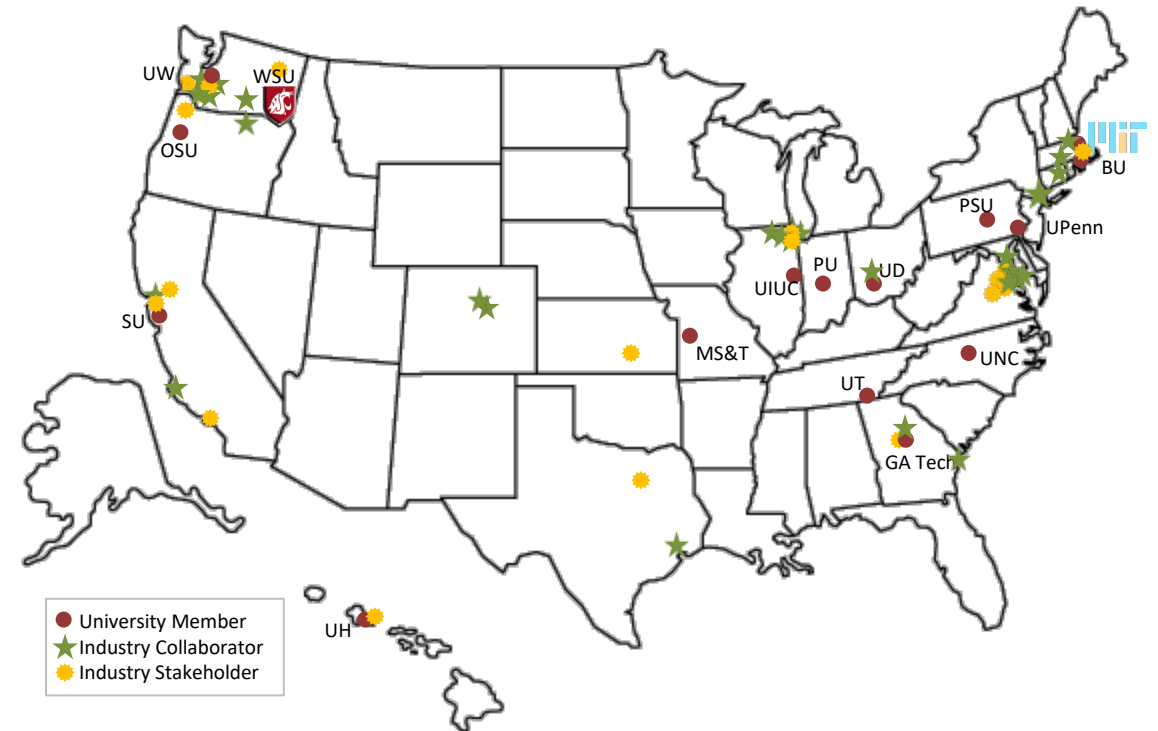 UW
WSU
OSU
MIT
BU
PSU
UPenn
PU
UD
UIUC
SU
MS&T
UNC
UT
GA Tech
UH
University Member
Industry Collaborator
Industry Stakeholder